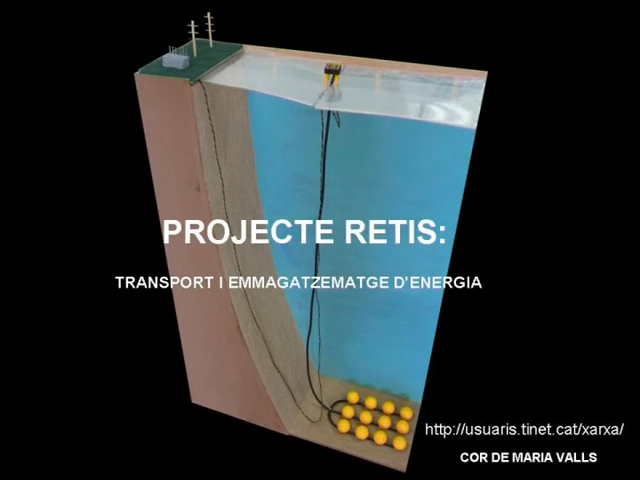 PROJECTE RETIS:
TRANSPORT I EMMAGATZEMATGE D'ENERGIA
http://usuaris.tinet.cat/xarxa/
COR DE MARIA VALLS